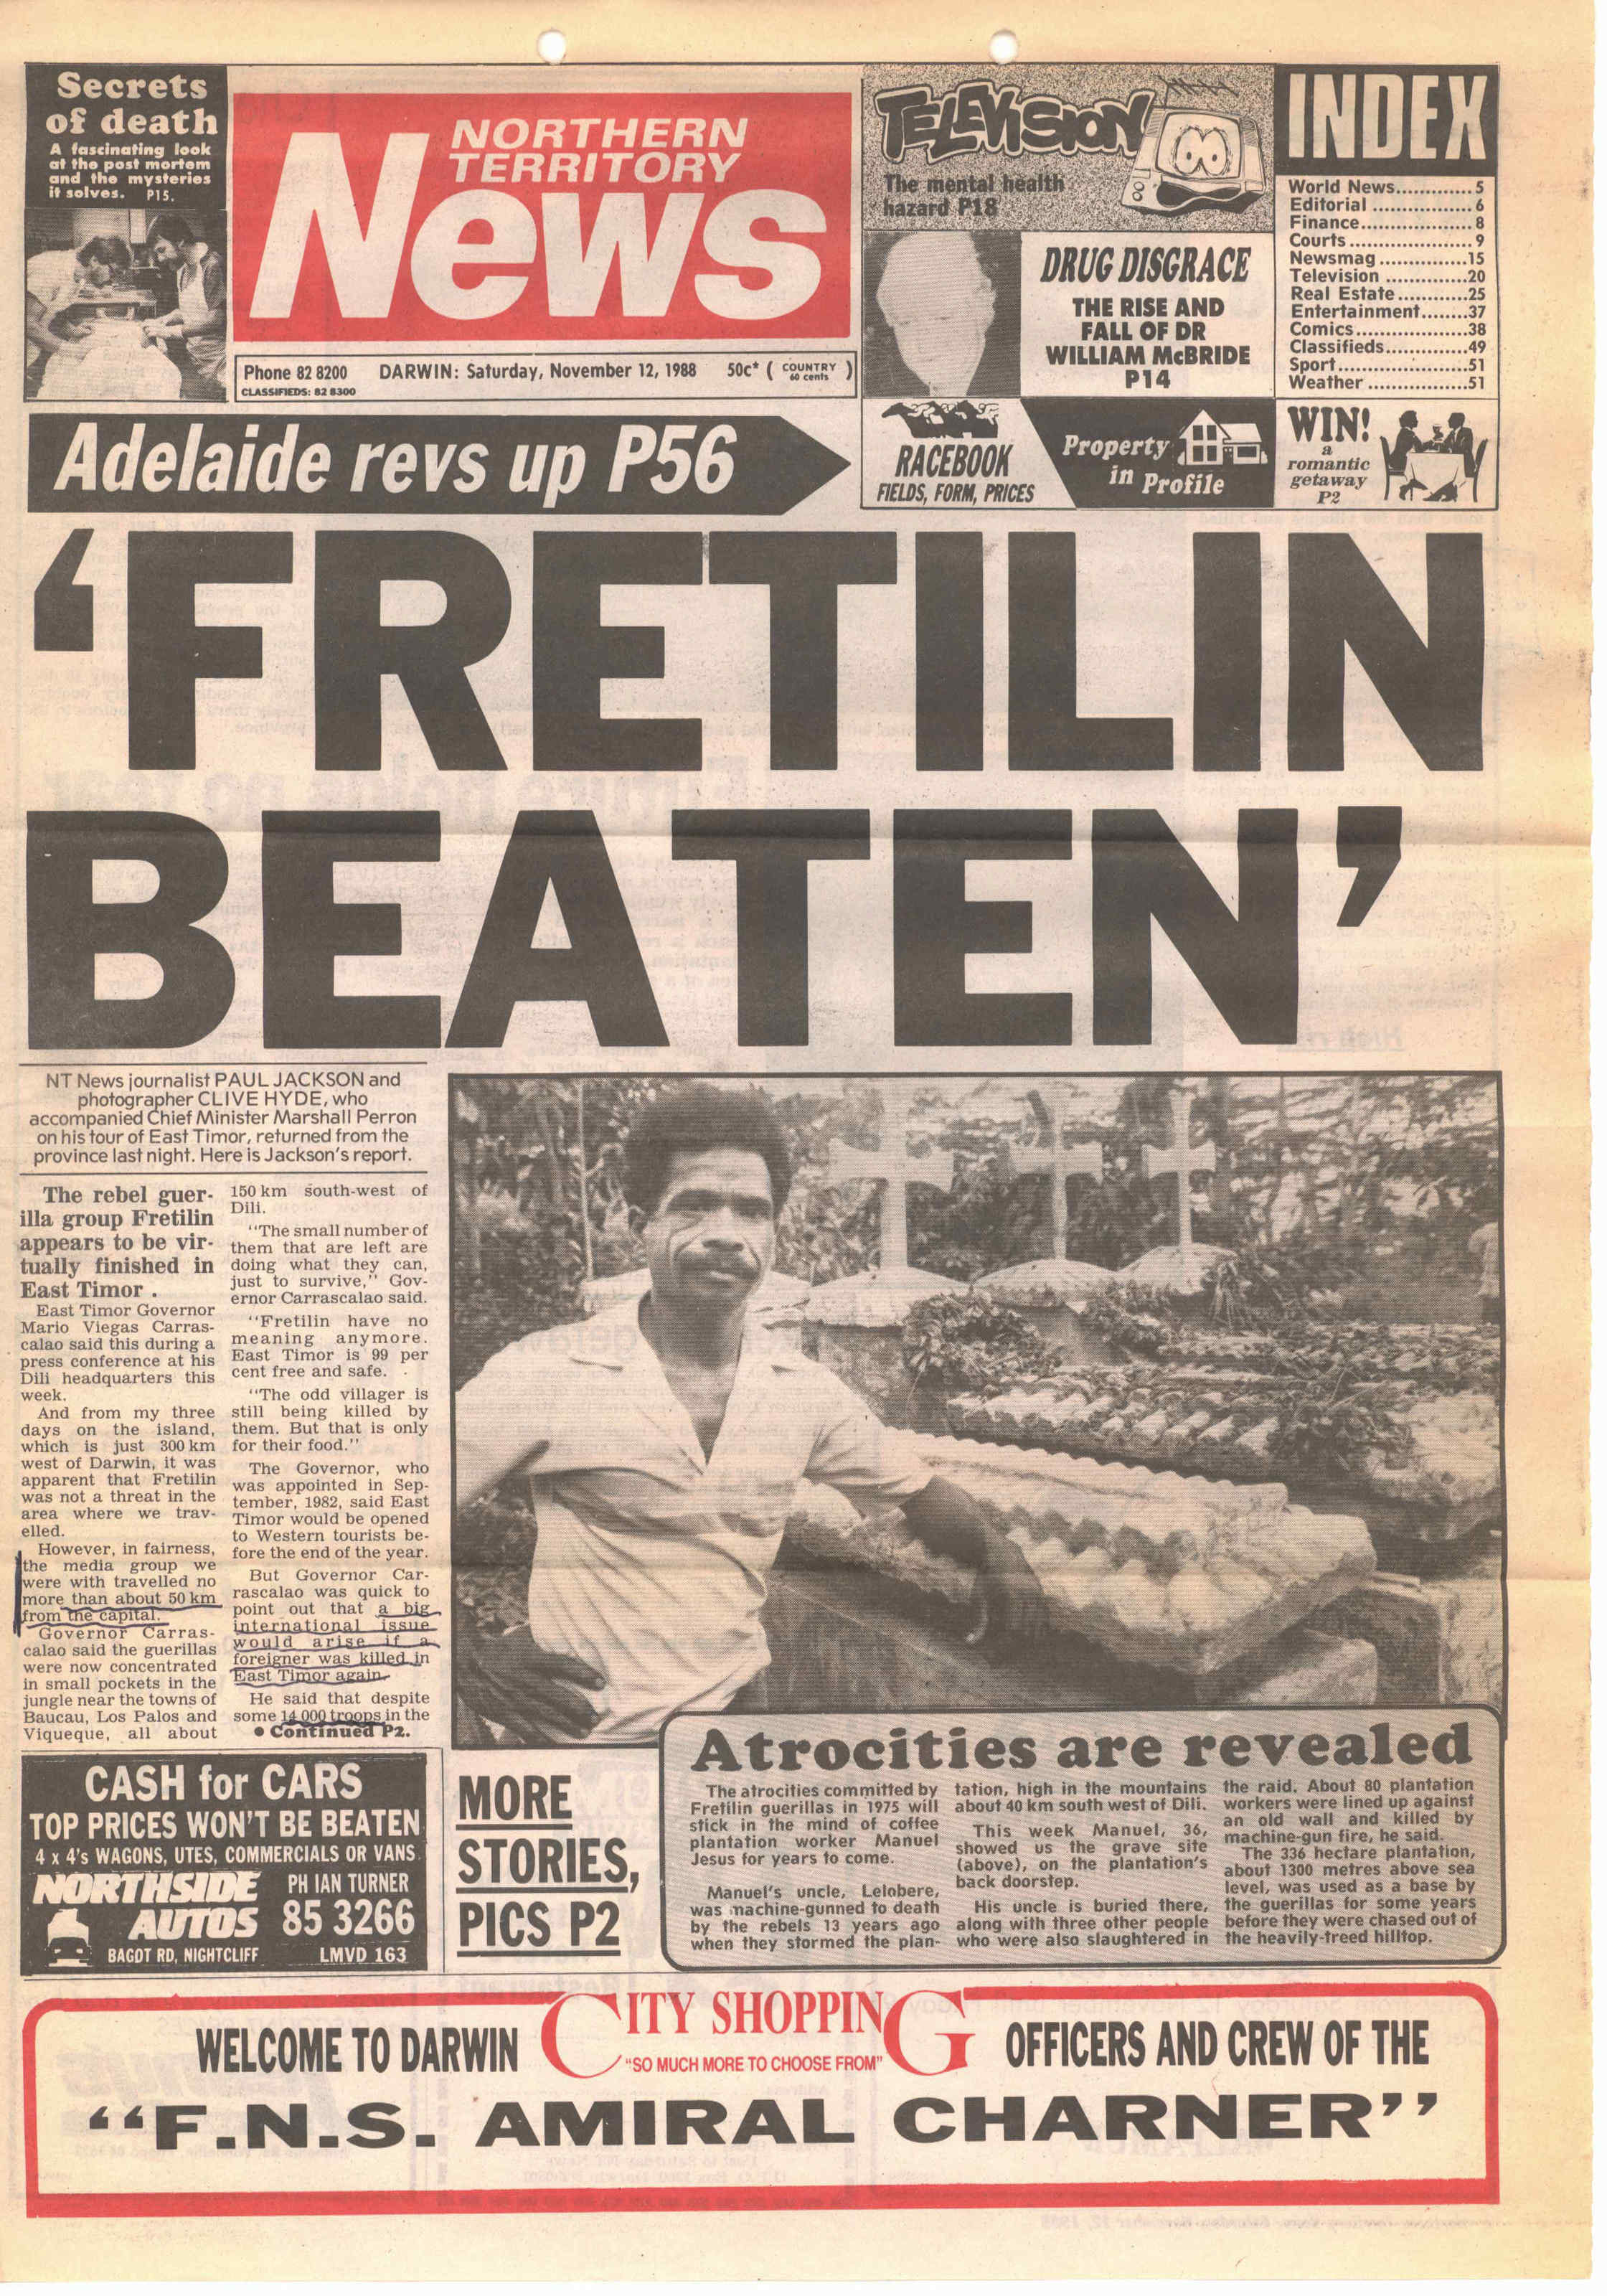 Secrets
of death
A fascinating look
at the post mortem
and the mysteries
it solves. P15.
NORTHERN
TERRITORY
News
Phone 82 8200 DARWIN: Saturday, November 12, 1988 50c* ( COUNTRY 60 cents )
CLASSIFIEDS: 82 8300
TELEVISION
The mental health
hazard P18
DRUG DISGRACE
THE RISE AND
FALL OF DR
WILLIAM McBRIDE
P14
INDEX
World News.............5
Editorial ..................6
Finance....................8
Courts ......................9
Newsmag ...............15
Television ..............20
Real Estate............25
Entertainment........37
Comics....................38
Classifieds..............49
Sport.......................51
Weather .................51
Adelaide revs up P56
RACEBOOK
FIELDS, FORM, PRICES
Property
in Profile
WIN!
a
romantic
getaway
P2
‘FRETILIN
BEATEN’
NT News journalist PAUL JACKSON and
photographer CLIVE HYDE, who
accompanied Chief Minister Marshall Perron
on his tour of East Timor, returned from the
province last night. Here is Jackson's report.
The rebel guer-
illa group Fretilin
appears to be vir-
tually finished in
East Timor .
East Timor Governor
Mario Viegas Carras-
calao said this during a
press conference at his
Dili headquarters this
week.
And from my three
days on the island,
which is just 300 km
west of Darwin, it was
apparent that Fretilin
was not a threat in the
area where we trav-
elled.
However, in fairness,
the media group we
were with travelled no
more than about 50 km
from the capital.
Governor Carras-
calao said the guerillas
were now concentrated
in small pockets in the
jungle near the towns of
Baucau, Los Palos and
Viqueque, all about
150 km south-west of
Dili.
"The small number of
them that are left are
doing what they can,
just to survive," Gov-
ernor Carrascalao said.
"Fretilin have no
meaning anymore.
East Timor is 99 per
cent free and safe.
"The odd villager is
still being killed by
them. But that is only
for their food."
The Governor, who
was appointed in Sep-
tember, 1982, said East
Timor would be opened
to Western tourists be-
fore the end of the year.
But Governor Car-
rascalao was quick to
point out that a big
international issue
would arise if a
foreigner was killed in
East Timor again.
He said that despite
some 14 000 troops in the
● Continued P2.
Atrocities are revealed
The atrocities committed by
Fretilin guerillas in 1975 will
stick in the mind of coffee
plantation worker Manuel
Jesus for years to come.
Manuel's uncle, Lelobere,
was machine-gunned to death
by the rebels 13 years ago
when they stormed the plan-
tation, high in the mountains
about 40 km south west of Dili.
This week Manuel, 36,
showed us the grave site
(above), on the plantation's
back doorstep.
His uncle is buried there,
along with three other people
who were also slaughtered in
the raid. About 80 plantation
workers were lined up against
an old wall and killed by
machine-gun fire, he said.
The 336 hectare plantation,
about 1300 metres above sea
level, was used as a base by
the guerillas for some years
before they were chased out of
the heavily-treed hilltop.
MORE
STORIES,
PICS P2
CASH for CARS
TOP PRICES WON'T BE BEATEN
4 x 4's WAGONS, UTES, COMMERCIALS OR VANS
NORTHSIDE
AUTOS
PH IAN TURNER
85 3266
BAGOT RD, NIGHTCLIFF LMVD 163
WELCOME TO DARWIN
CITY SHOPPING
"SO MUCH MORE TO CHOOSE FROM"
OFFICERS AND CREW OF THE
"F.N.S. AMIRAL CHARNER"